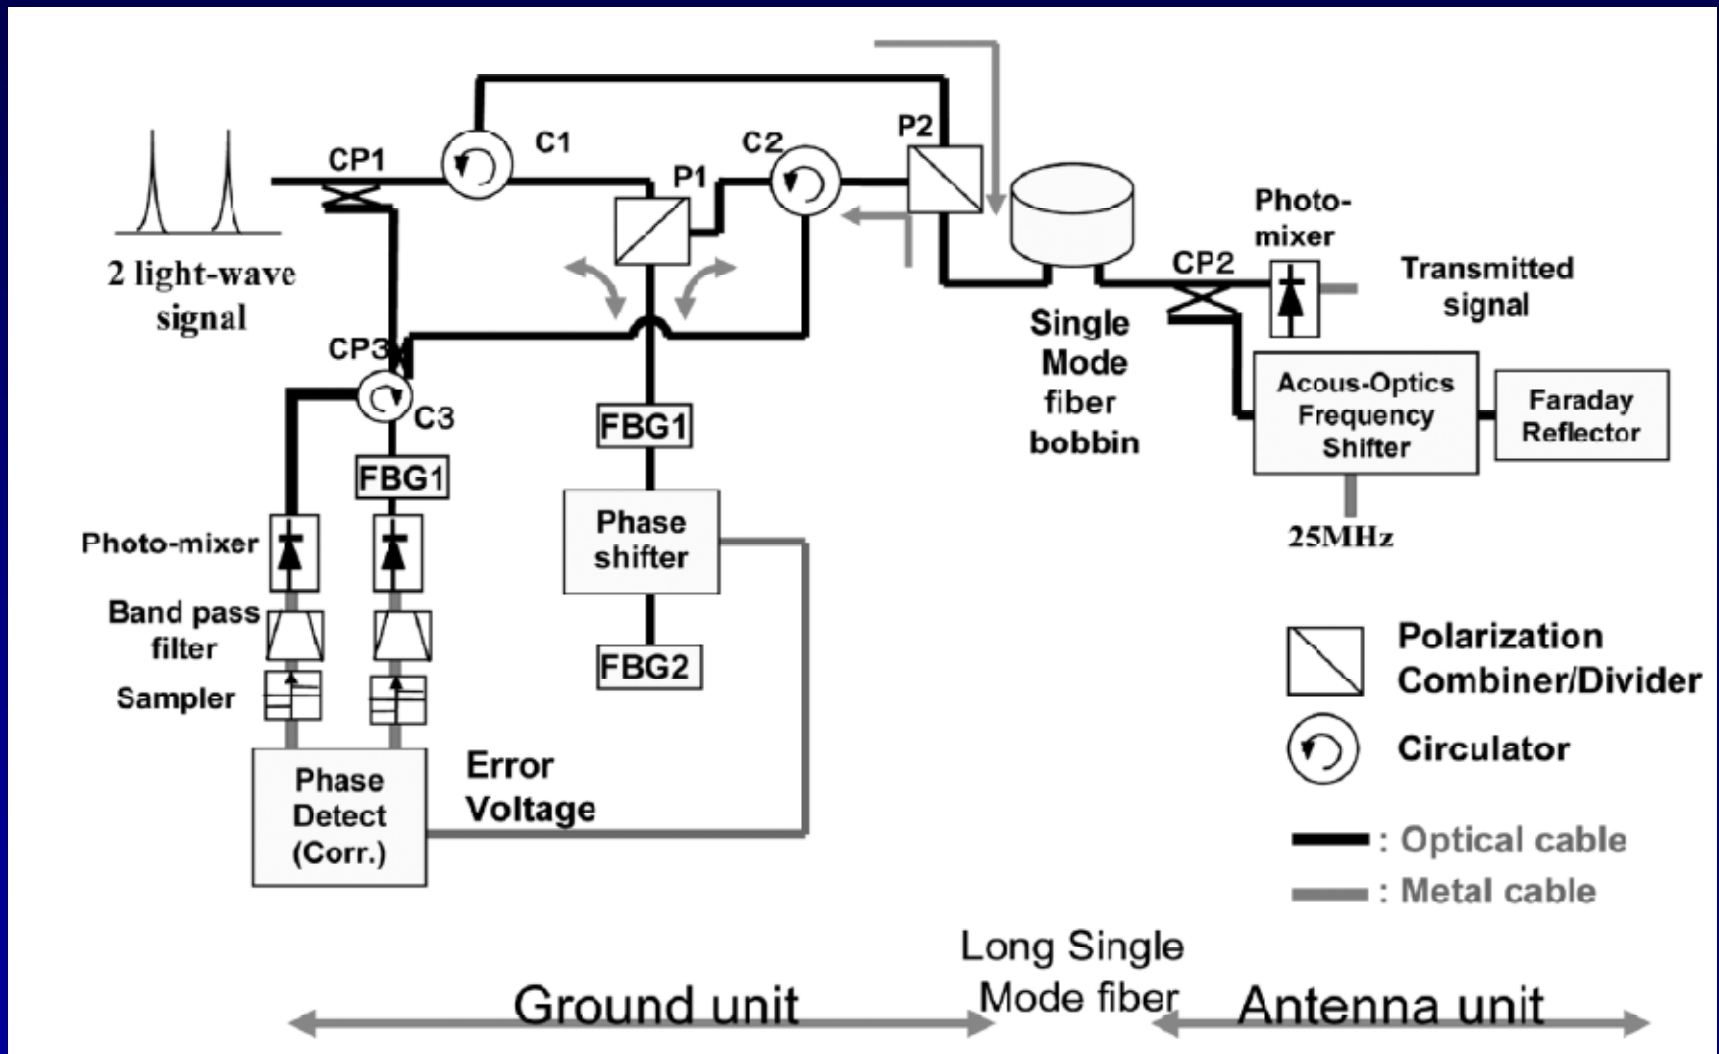 C1
C2
P2
CP1
P1
2 light-wave
signal
CP3
C3
FBG1
FBG1
Photo-mixer
Band pass
filter
Sampler
Phase
Detect
(Corr.)
Error
Voltage
Phase
shifter
FBG2
Single
Mode
fiber
bobbin
CP2
Photo-
mixer
Transmitted
signal
Acous-Optics
Frequency
Shifter
Faraday
Reflector
25MHz
Polarization
Combiner/Divider
Circulator
: Optical cable
: Metal cable
Ground unit
Long Single
Mode fiber
Antenna unit